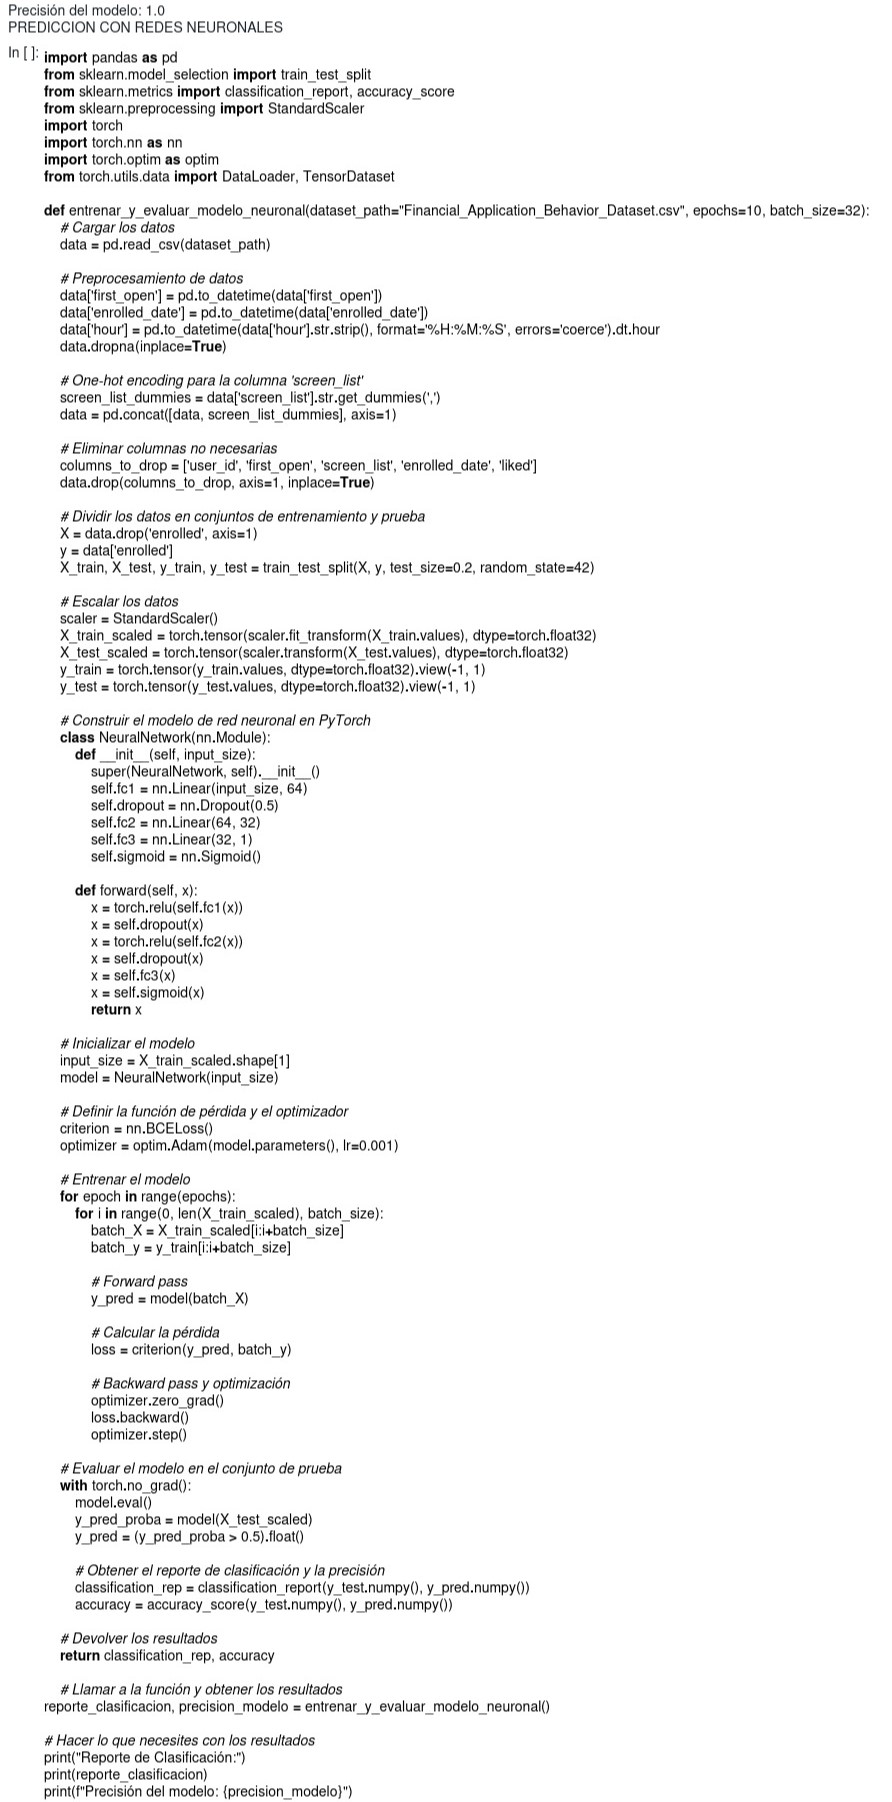 Precisión del modelo: 1.0
PREDICCION CON REDES NEURONALES
In [ ]: import pandas as pd
from sklearn.model_selection import train_test_split
from sklearn.metrics import classification_report, accuracy_score
from sklearn.preprocessing import StandardScaler
import torch
import torch.nn as nn
import torch.optim as optim
from torch.utils.data import DataLoader, TensorDataset

def entrenar_y_evaluar_modelo_neuronal(dataset_path="Financial_Application_Behavior_Dataset.csv", epochs=10, batch_size=32):
# Cargar los datos
data = pd.read_csv(dataset_path)

# Preprocesamiento de datos
data['first_open'] = pd.to_datetime(data['first_open'])
data['enrolled_date'] = pd.to_datetime(data['enrolled_date'])
data['hour'] = pd.to_datetime(data['hour'].str.strip(), format='%H:%M:%S', errors='coerce').dt.hour
data.dropna(inplace=True)

# One-hot encoding para la columna 'screen_list'
screen_list_dummies = data['screen_list'].str.get_dummies(',')
data = pd.concat([data, screen_list_dummies], axis=1)

# Eliminar columnas no necesarias
columns_to_drop = ['user_id', 'first_open', 'screen_list', 'enrolled_date', 'liked']
data.drop(columns_to_drop, axis=1, inplace=True)

# Dividir los datos en conjuntos de entrenamiento y prueba
X = data.drop('enrolled', axis=1)
y = data['enrolled']
X_train, X_test, y_train, y_test = train_test_split(X, y, test_size=0.2, random_state=42)

# Escalar los datos
scaler = StandardScaler()
X_train_scaled = torch.tensor(scaler.fit_transform(X_train.values), dtype=torch.float32)
X_test_scaled = torch.tensor(scaler.transform(X_test.values), dtype=torch.float32)
y_train = torch.tensor(y_train.values, dtype=torch.float32).view(-1, 1)
y_test = torch.tensor(y_test.values, dtype=torch.float32).view(-1, 1)

# Construir el modelo de red neuronal en PyTorch
class NeuralNetwork(nn.Module):
def __init__(self, input_size):
super(NeuralNetwork, self).__init__()
self.fc1 = nn.Linear(input_size, 64)
self.dropout = nn.Dropout(0.5)
self.fc2 = nn.Linear(64, 32)
self.fc3 = nn.Linear(32, 1)
self.sigmoid = nn.Sigmoid()

def forward(self, x):
x = torch.relu(self.fc1(x))
x = self.dropout(x)
x = torch.relu(self.fc2(x))
x = self.dropout(x)
x = self.fc3(x)
x = self.sigmoid(x)
return x

# Inicializar el modelo
input_size = X_train_scaled.shape[1]
model = NeuralNetwork(input_size)

# Definir la función de pérdida y el optimizador
criterion = nn.BCELoss()
optimizer = optim.Adam(model.parameters(), lr=0.001)

# Entrenar el modelo
for epoch in range(epochs):
for i in range(0, len(X_train_scaled), batch_size):
batch_X = X_train_scaled[i:i+batch_size]
batch_y = y_train[i:i+batch_size]

# Forward pass
y_pred = model(batch_X)

# Calcular la pérdida
loss = criterion(y_pred, batch_y)

# Backward pass y optimización
optimizer.zero_grad()
loss.backward()
optimizer.step()

# Evaluar el modelo en el conjunto de prueba
with torch.no_grad():
model.eval()
y_pred_proba = model(X_test_scaled)
y_pred = (y_pred_proba > 0.5).float()

# Obtener el reporte de clasificación y la precisión
classification_rep = classification_report(y_test.numpy(), y_pred.numpy())
accuracy = accuracy_score(y_test.numpy(), y_pred.numpy())

# Devolver los resultados
return classification_rep, accuracy

# Llamar a la función y obtener los resultados
reporte_clasificacion, precision_modelo = entrenar_y_evaluar_modelo_neuronal()

# Hacer lo que necesites con los resultados
print("Reporte de Clasificación:")
print(reporte_clasificacion)
print(f"Precisión del modelo: {precision_modelo}")